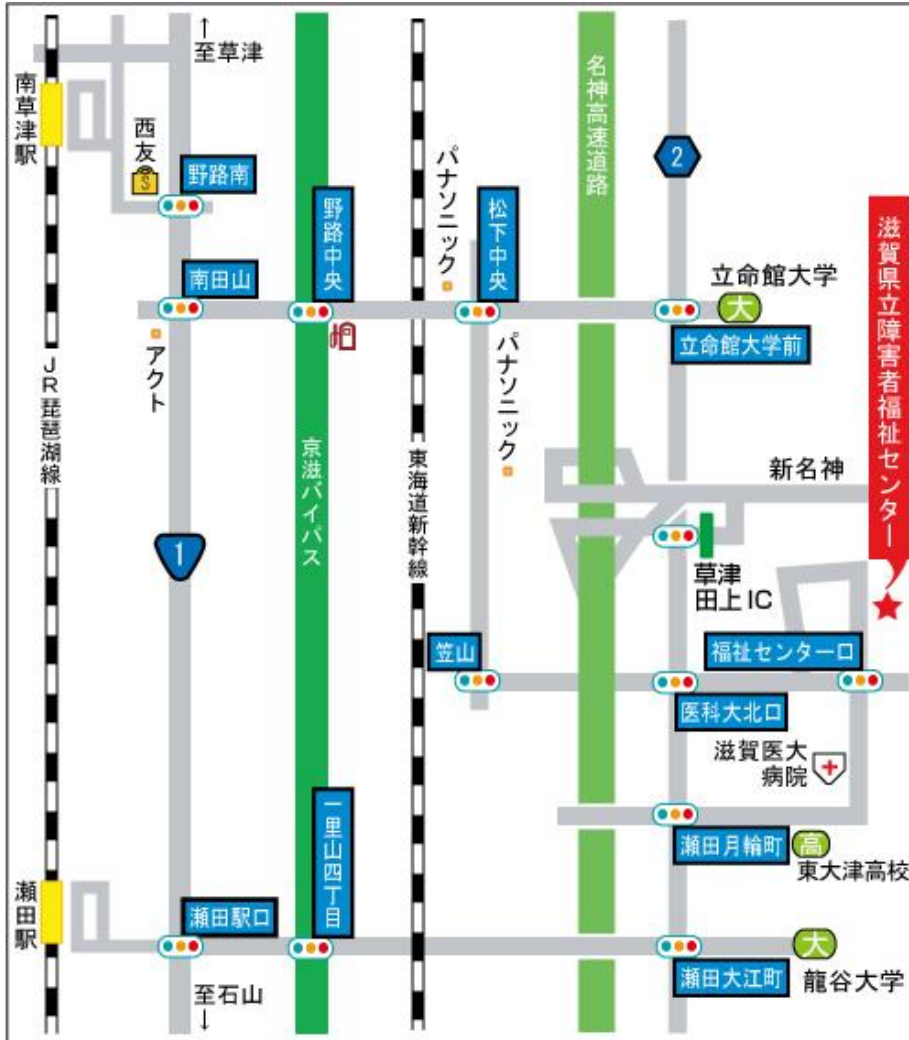 ↑
至草津
南草津駅
西友
S
野路南
南田山
野路中央
パナソニック
松下中央
名神高速道路
2
立命館大学
大
立命館大学前
滋賀県立障害者福祉センター
アクト
パナソニック
JR琵琶湖線
京滋バイパス
東海道新幹線
新名神
1
草津
田上IC
笠山
福祉センター口
医科大北口
滋賀医大
病院
一里山四丁目
瀬田月輪町
高
東大津高校
瀬田駅
瀬田駅口
瀬田大江町
大
龍谷大学
至石山
↓